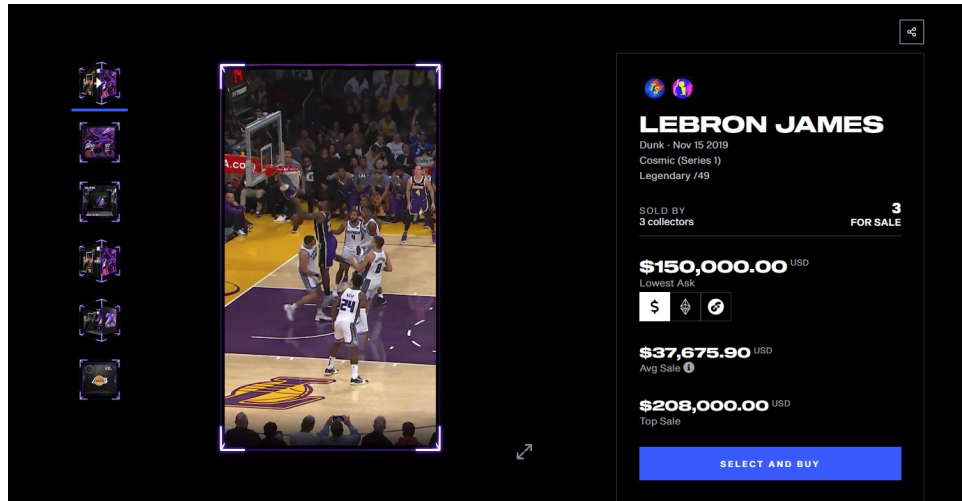 LEBRON JAMES
Dunk · Nov 15 2019
Cosmic (Series 1)
Legendary /49
SOLD BY
3 collectors
3
FOR SALE
$150,000.00 USD
Lowest Ask
$
$37,675.90 USD
Avg Sale
$208,000.00 USD
Top Sale
SELECT AND BUY
A.co
24